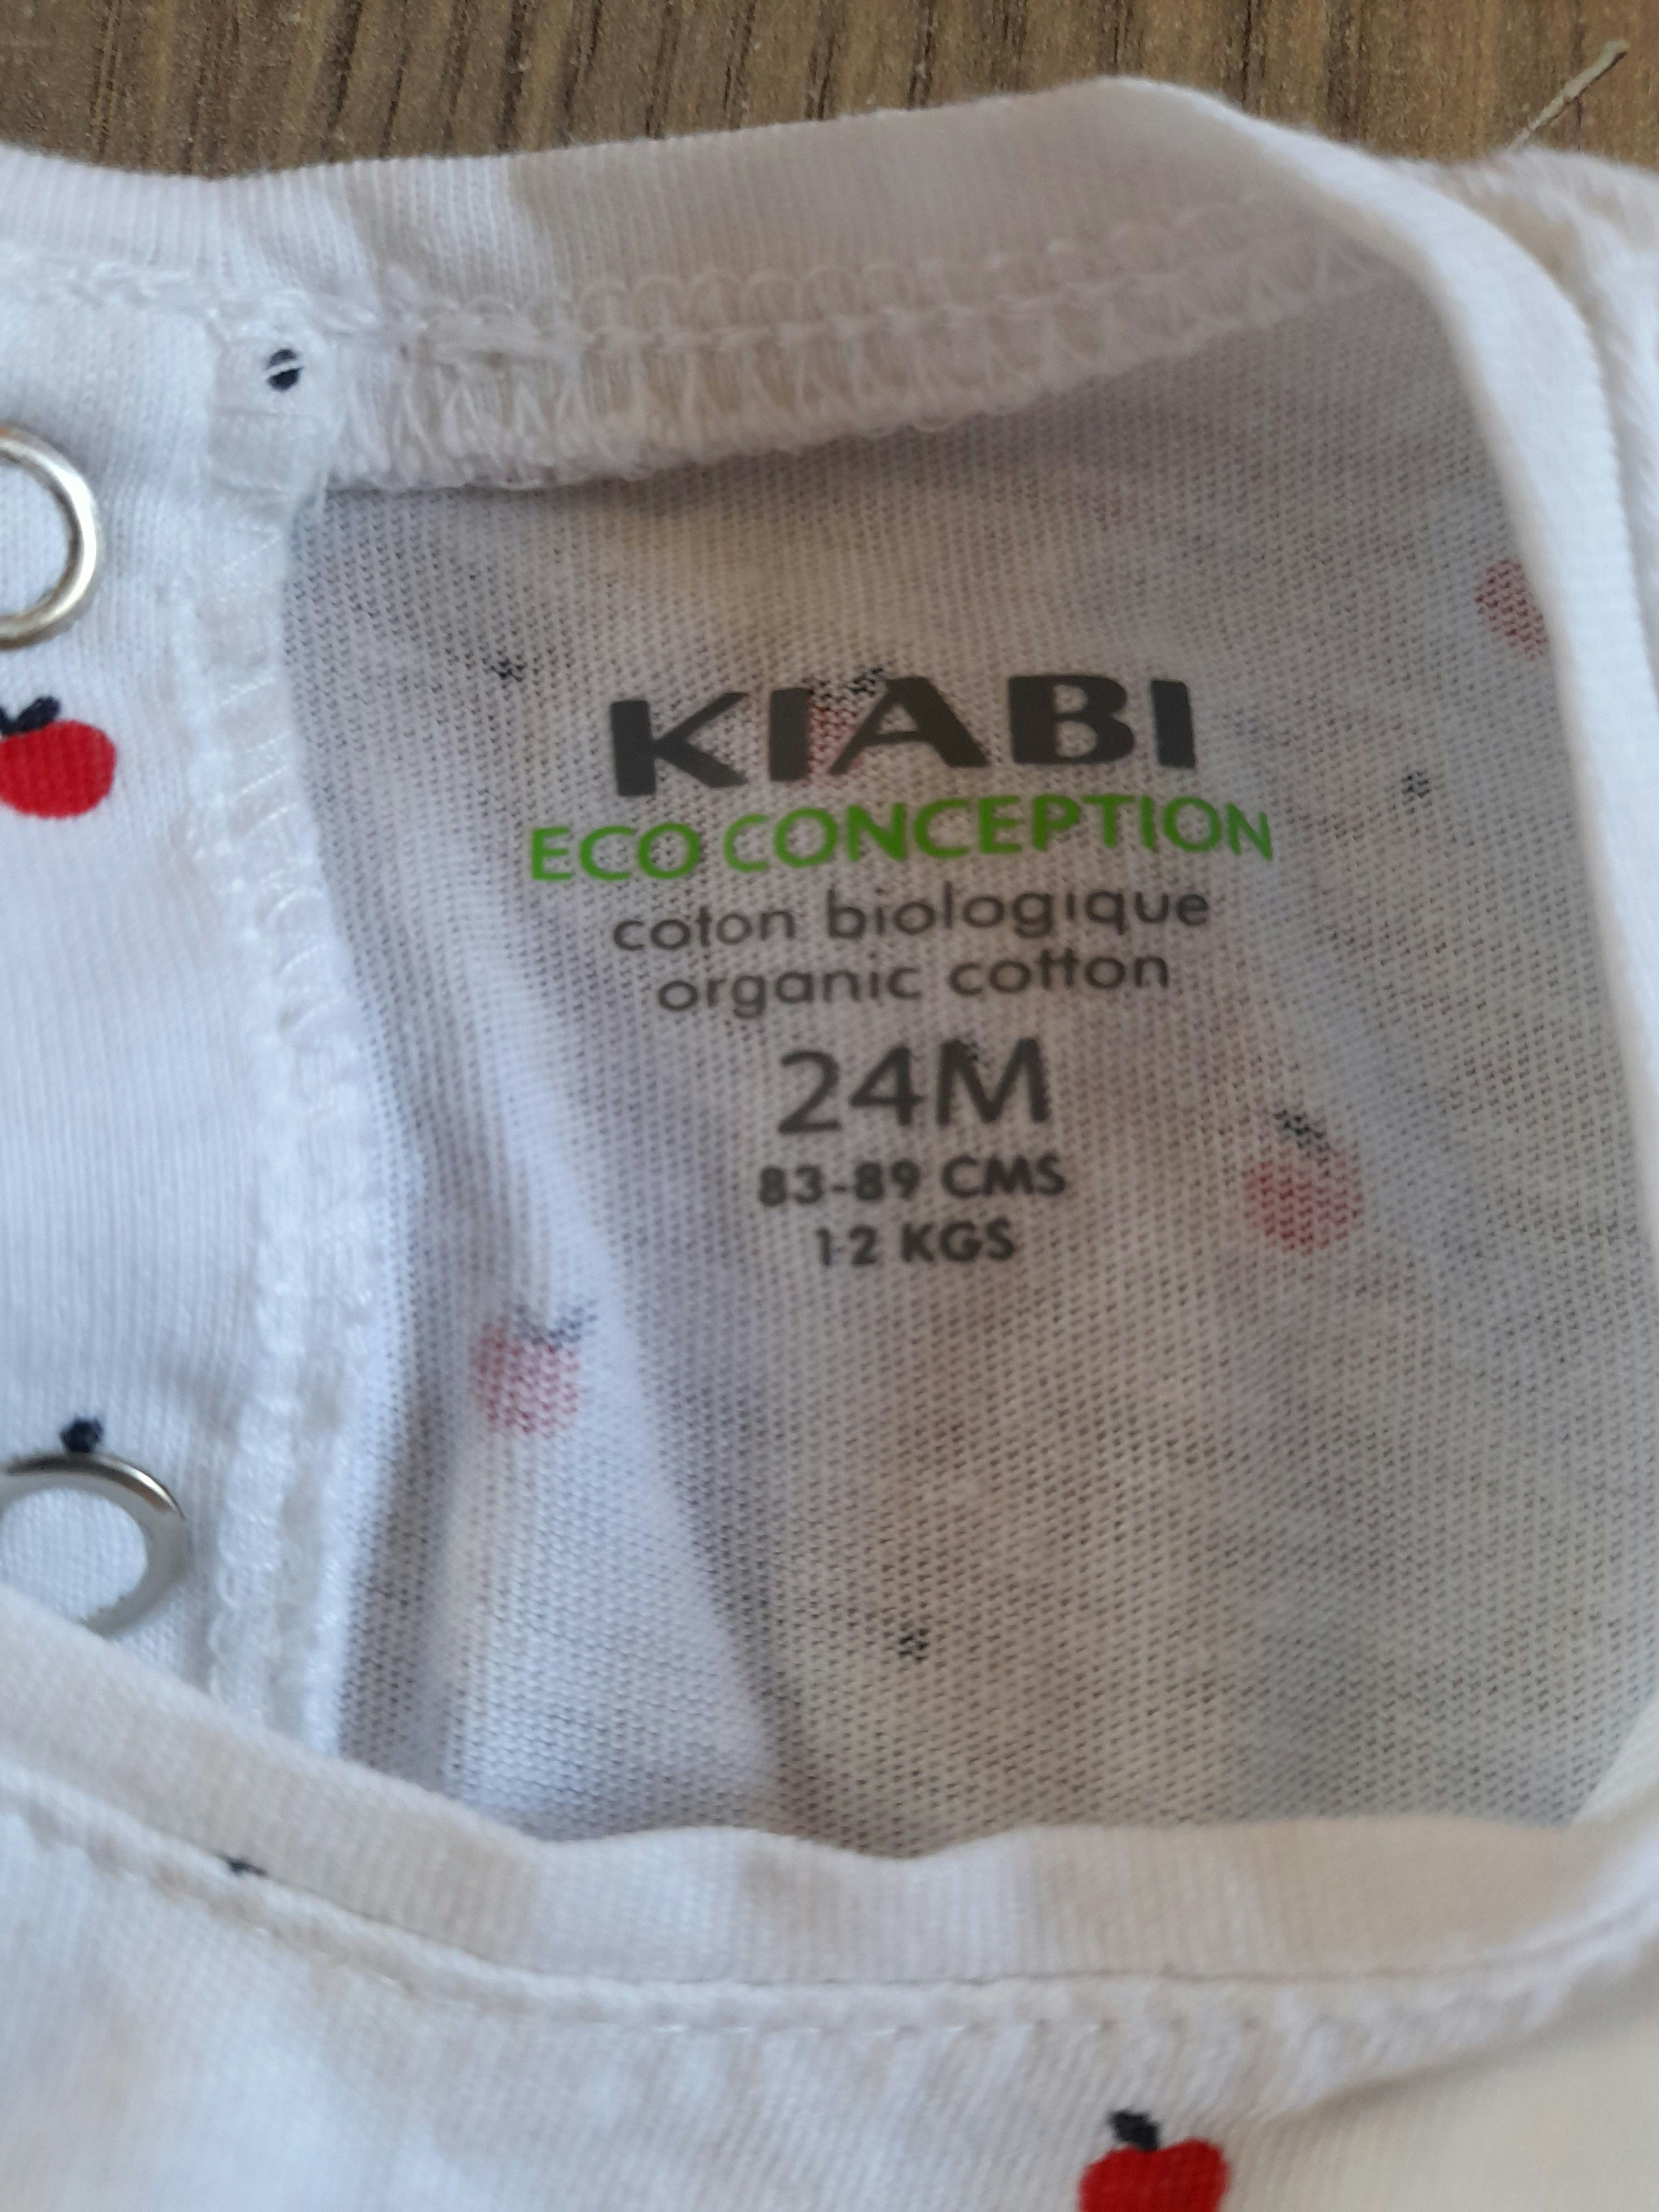 KIABI
ECO CONCEPTION
coton biologique
organic cotton
24M
83-89 CMS
12 KGS